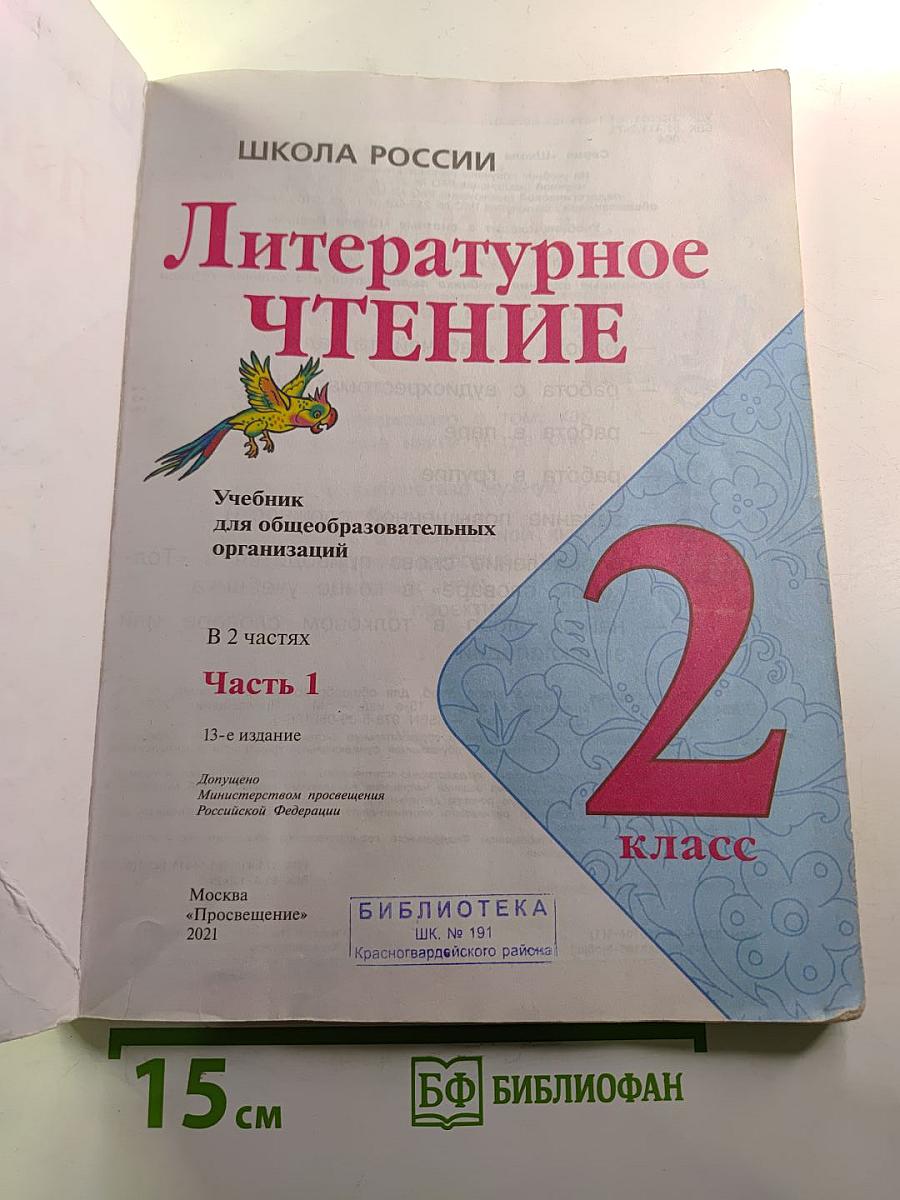 ШКОЛА РОССИИ
Литературное
ЧТЕНИЕ
Учебник
для общеобразовательных
организаций
В 2 частях
Часть 1
13-е издание
Допущено
Министерством просвещения
Российской Федерации
2
класс
Москва
«Просвещение»
2021
БИБЛИОТЕКА
ШК. № 191
Красногвардейского района
15 см
БФ БИБЛИОФАН